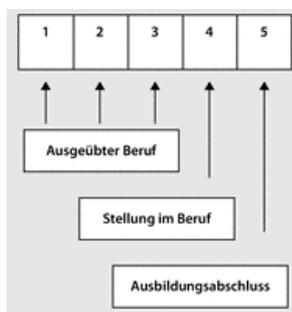 1 2 3 4 5
Ausgeübter Beruf
Stellung im Beruf
Ausbildungsabschluss